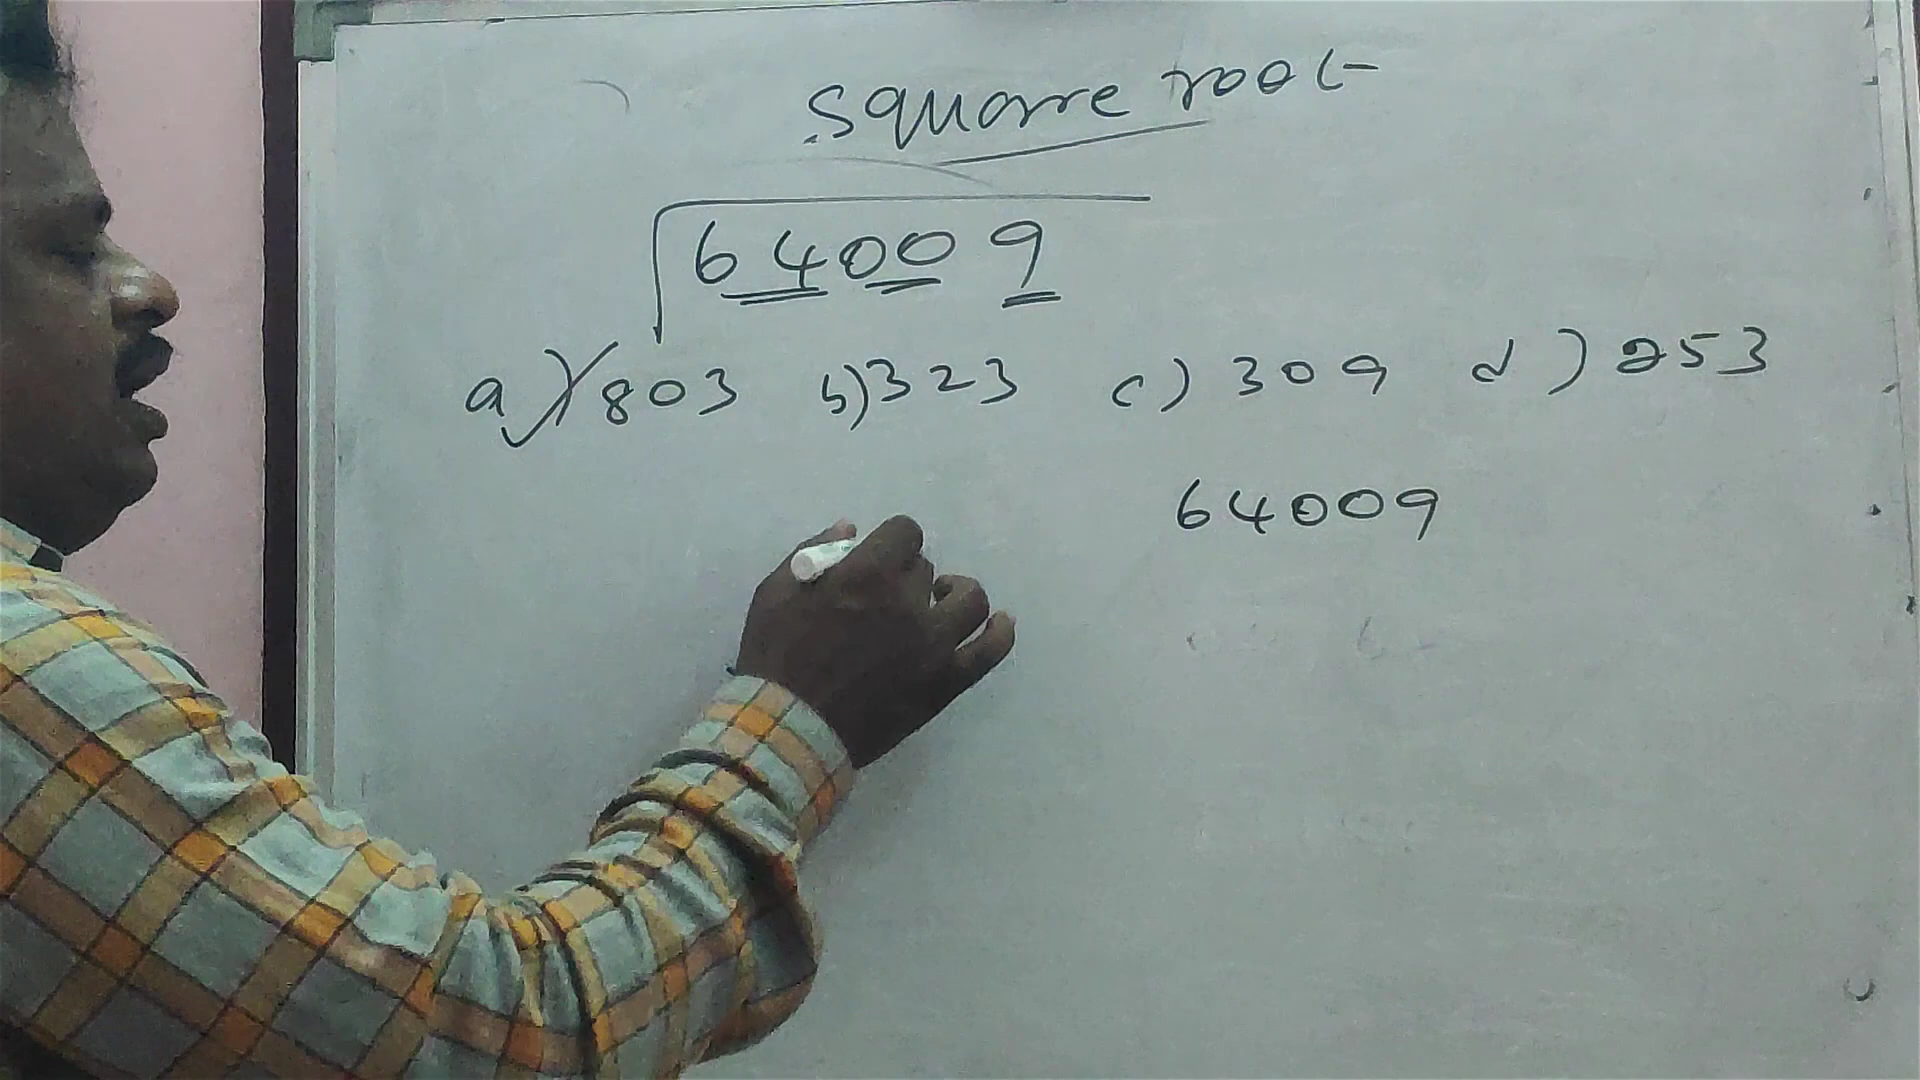 square root
√64009
a) 803 b) 323 c) 309 d) 253
64009